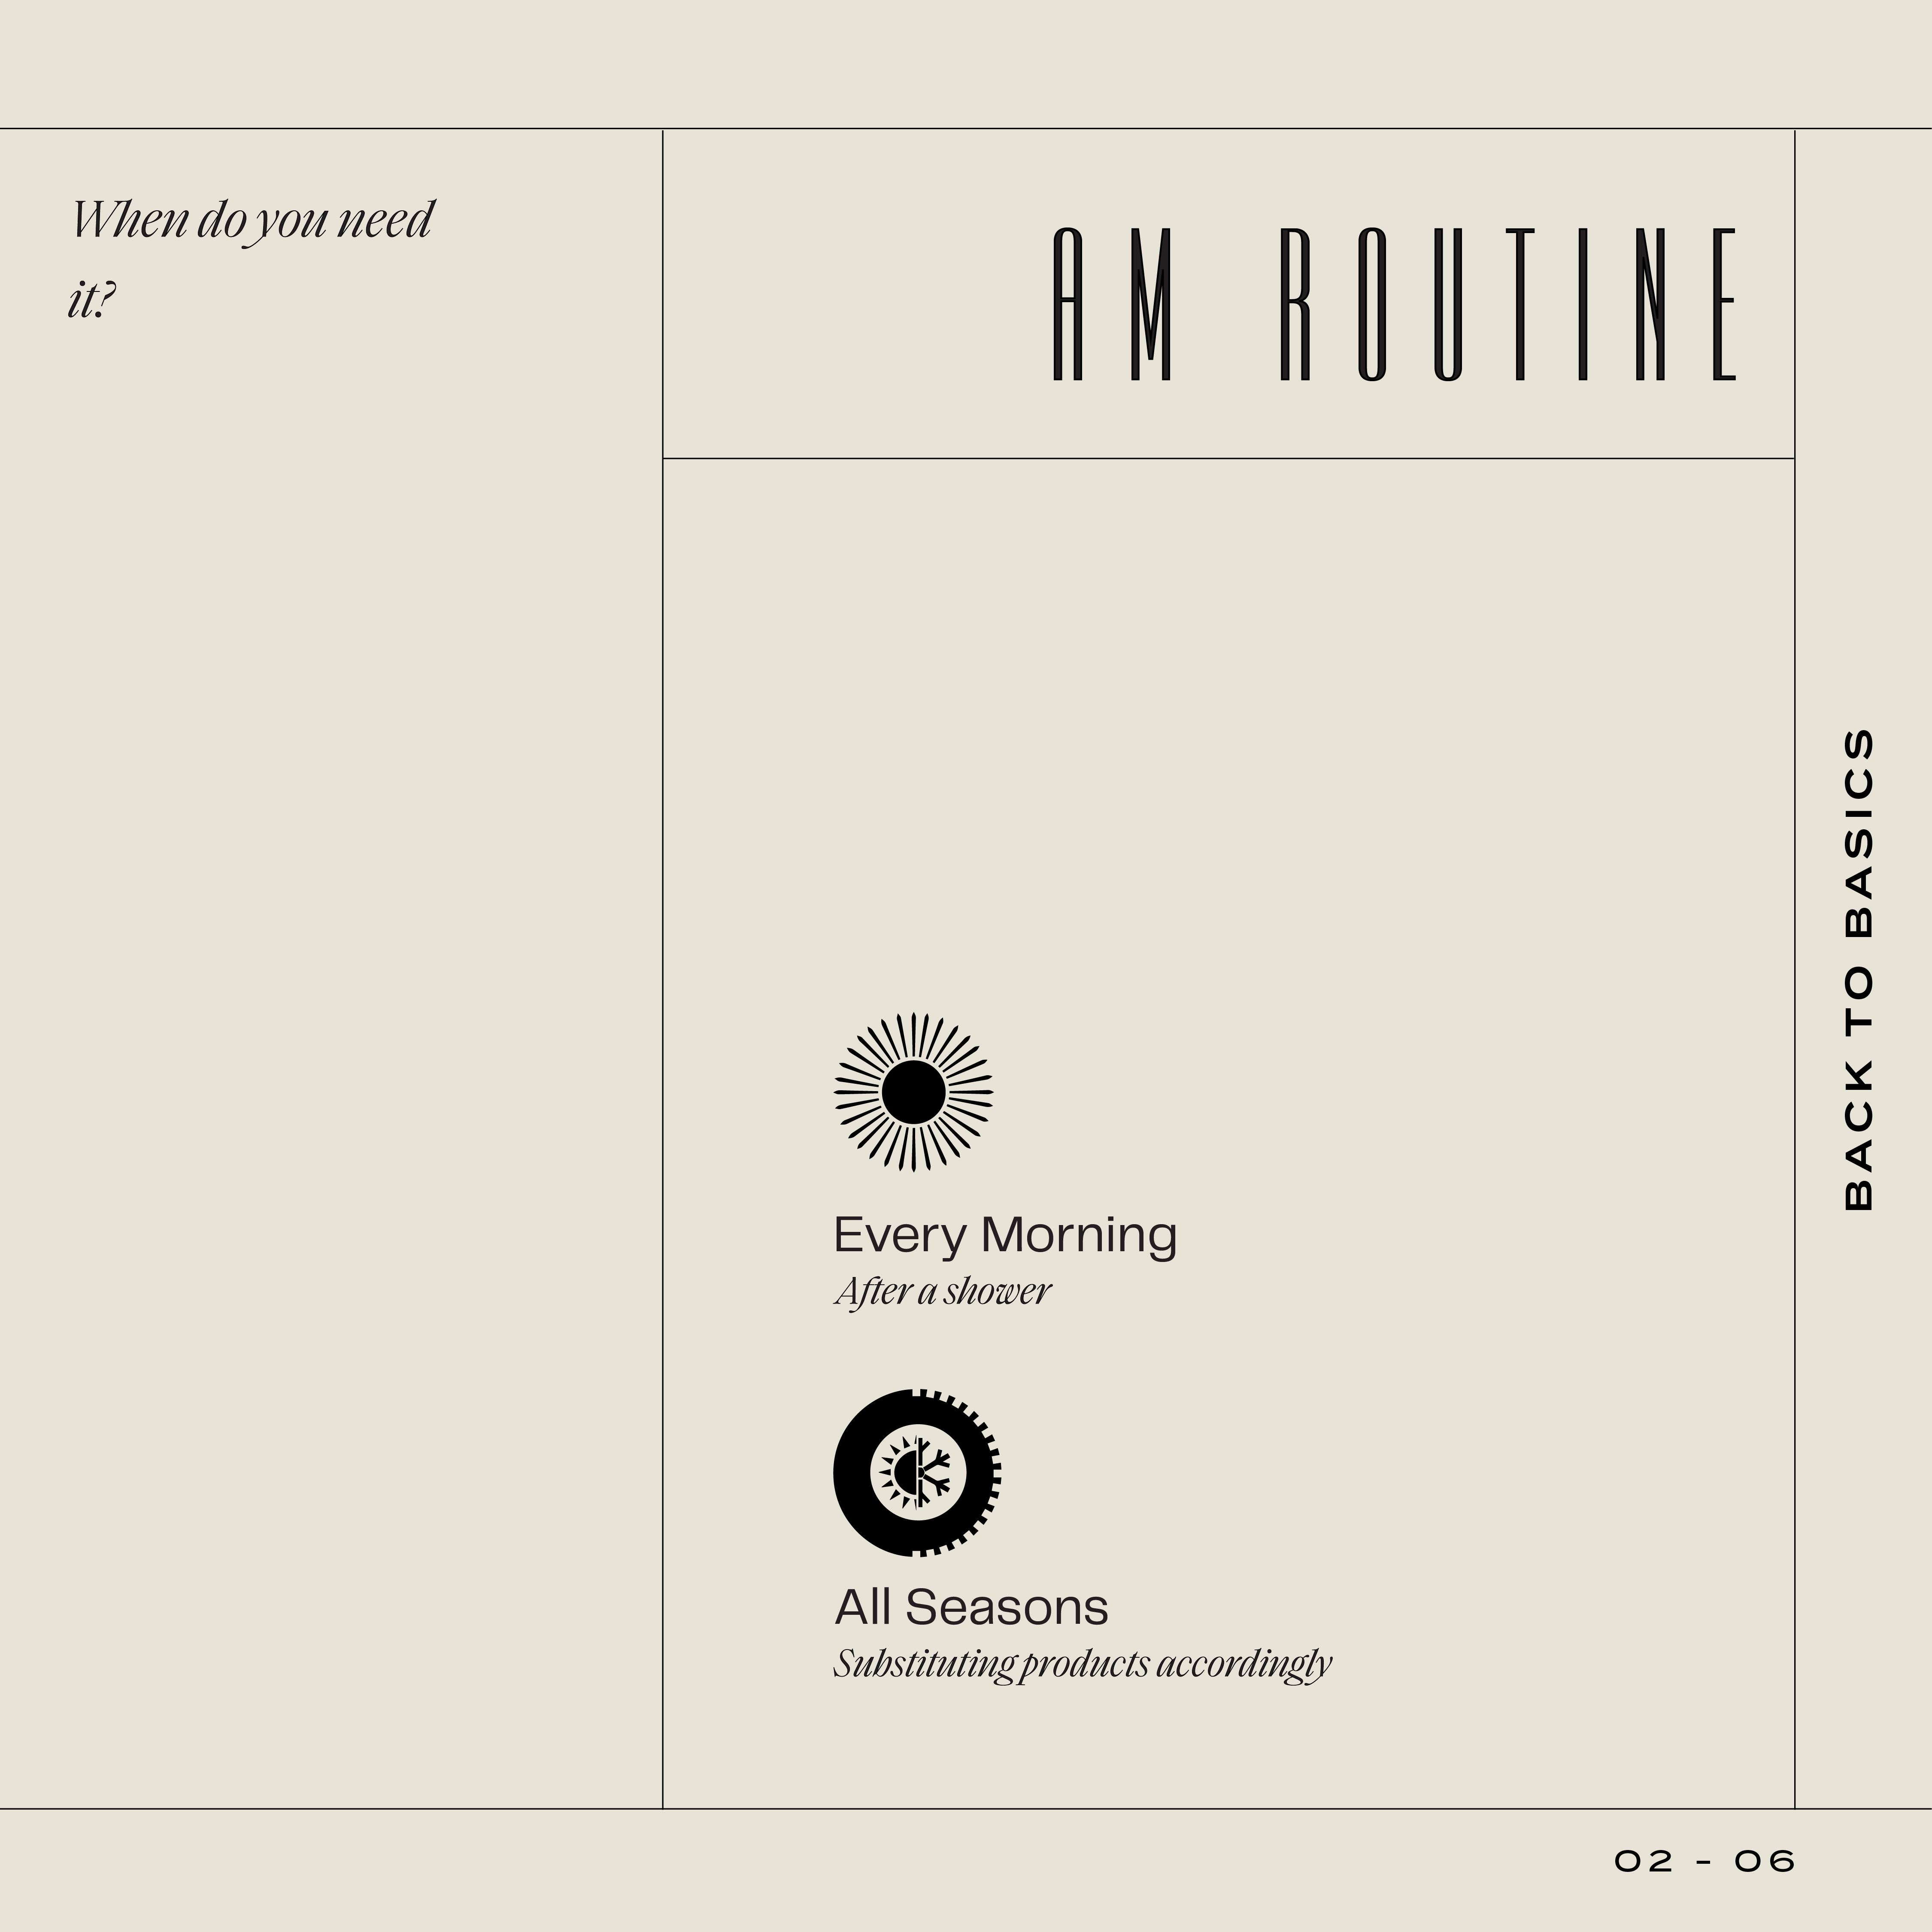 When do you need
it?
AM ROUTINE
Every Morning
After a shower
All Seasons
Substituting products accordingly
BACK TO BASICS
02 - 06